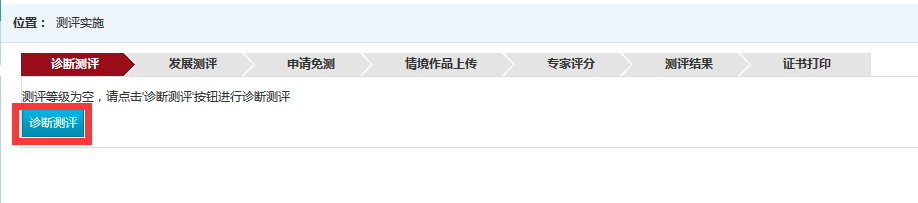 位置： 测评实施
诊断测评 发展测评 申请免测 情境作品上传 专家评分 测评结果 证书打印
测评等级为空，请点击'诊断测评'按钮进行诊断测评
诊断测评